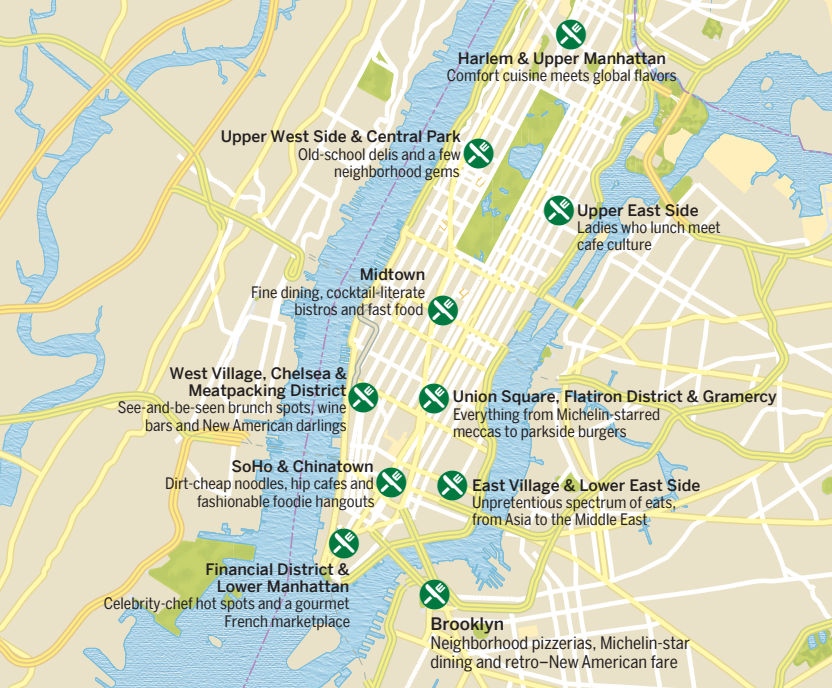 Harlem & Upper Manhattan
Comfort cuisine meets global flavors
Upper West Side & Central Park
Old-school delis and a few
neighborhood gems
Upper East Side
Ladies who lunch meet
cafe culture
Midtown
Fine dining, cocktail-literate
bistros and fast food
West Village, Chelsea &
Meatpacking District
See-and-be-seen brunch spots, wine
bars and New American darlings
Union Square, Flatiron District & Gramercy
Everything from Michelin-starred
meccas to parkside burgers
SoHo & Chinatown
Dirt-cheap noodles, hip cafes and
fashionable foodie hangouts
East Village & Lower East Side
Unpretentious spectrum of eats,
from Asia to the Middle East
Financial District &
Lower Manhattan
Celebrity-chef hot spots and a gourmet
French marketplace
Brooklyn
Neighborhood pizzerias, Michelin-star
dining and retro–New American fare